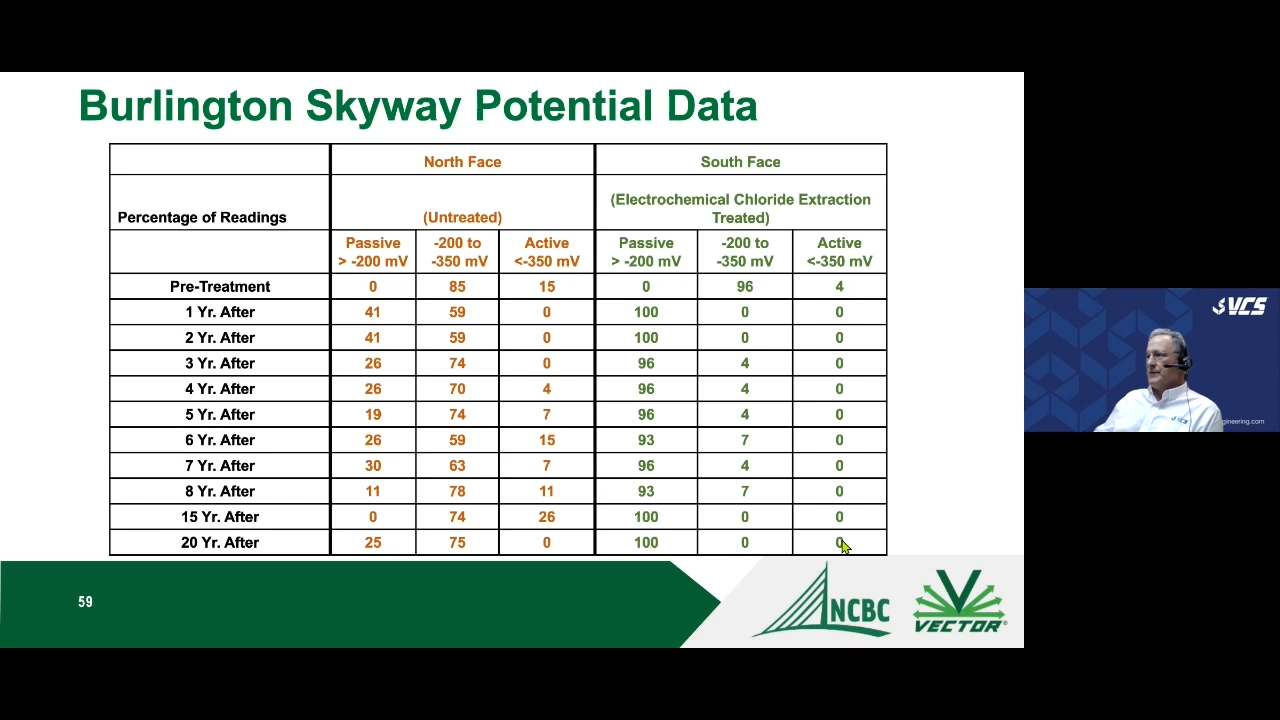 Burlington Skyway Potential Data
North Face South Face
Percentage of Readings (Untreated) (Electrochemical Chloride Extraction
Treated)
Passive -200 to Active Passive -200 to Active
> -200 mV -350 mV <-350 mV > -200 mV -350 mV <-350 mV
Pre-Treatment 0 85 15 0 96 4
1 Yr. After 41 59 0 100 0 0
2 Yr. After 41 59 0 100 0 0
3 Yr. After 26 74 0 96 4 0
4 Yr. After 26 70 4 96 4 0
5 Yr. After 19 74 7 96 4 0
6 Yr. After 26 59 15 93 7 0
7 Yr. After 30 63 7 96 4 0
8 Yr. After 11 78 11 93 7 0
15 Yr. After 0 74 26 100 0 0
20 Yr. After 25 75 0 100 0 0
59
NCBC
VECTOR
VCS
VCS
gineering.com